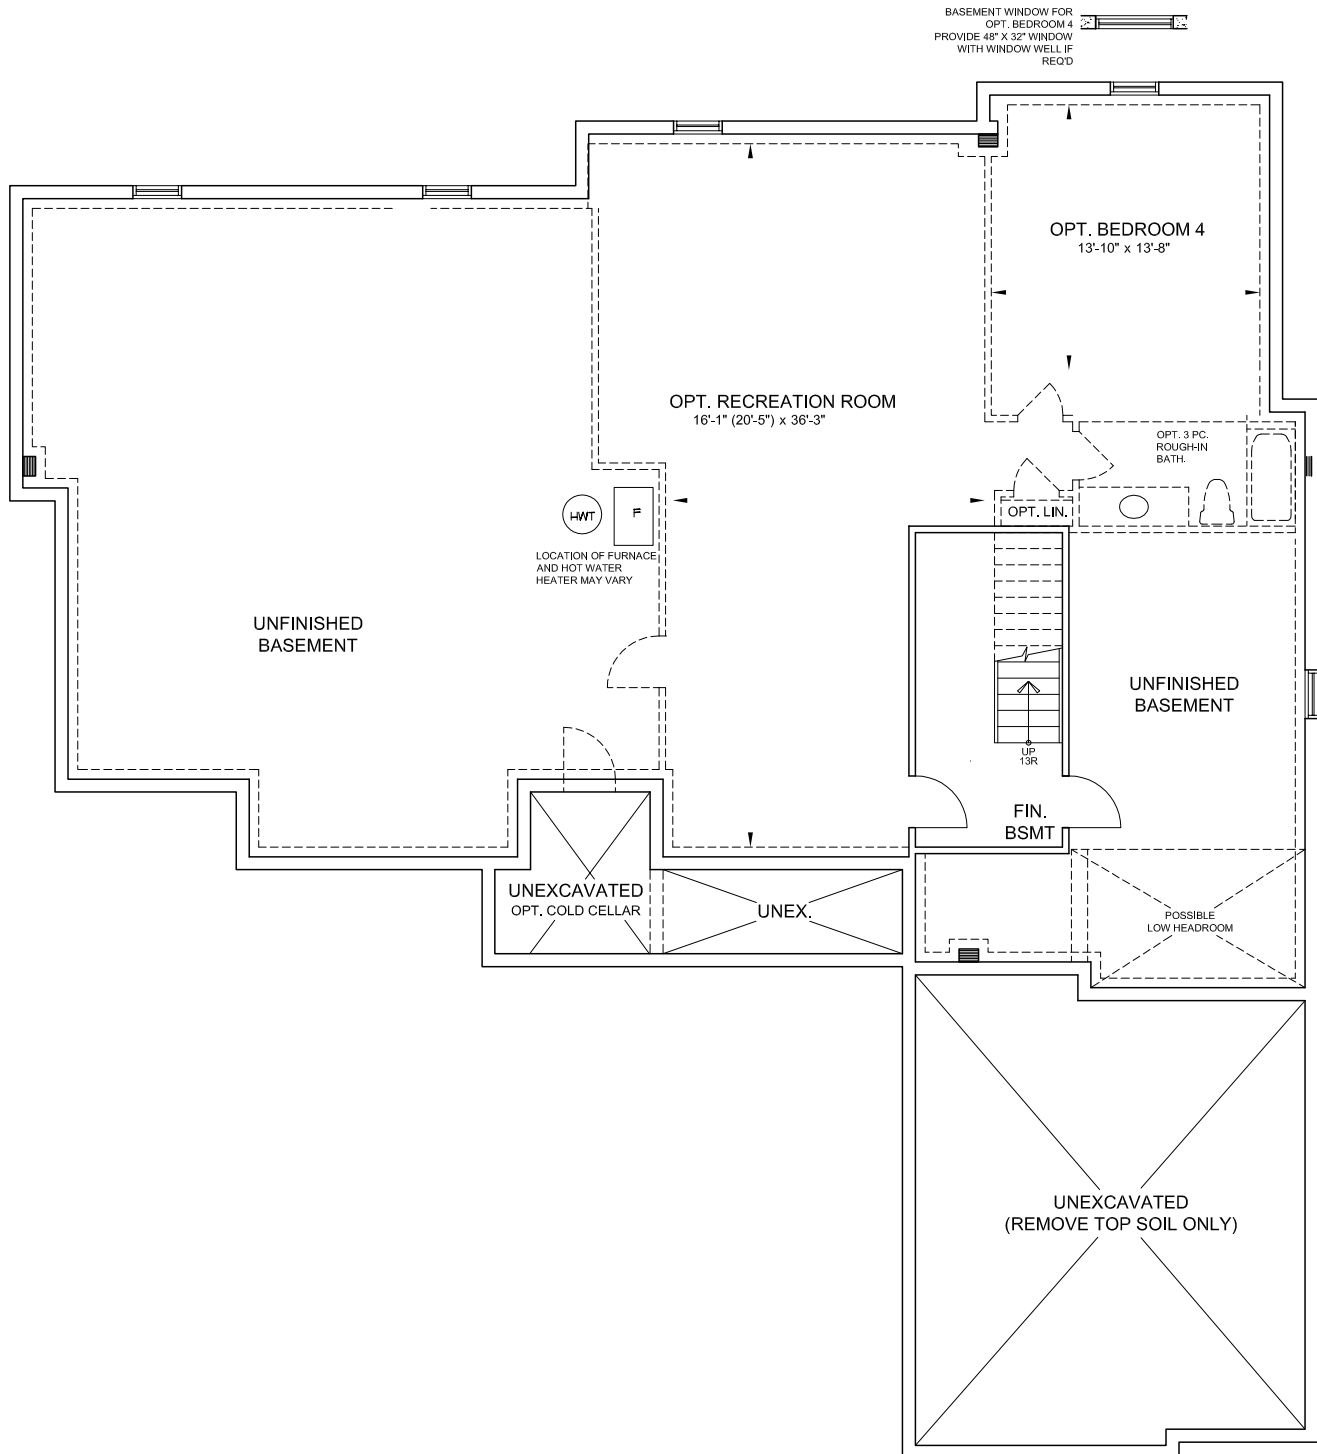 BASEMENT WINDOW FOR
OPT. BEDROOM 4
PROVIDE 48" X 32" WINDOW
WITH WINDOW WELL IF
REQ'D
OPT. BEDROOM 4
13'-10" x 13'-8"
OPT. RECREATION ROOM
16'-1" (20'-5") x 36'-3"
OPT. 3 PC.
ROUGH-IN
BATH.
OPT. LIN.
HWT
F
LOCATION OF FURNACE
AND HOT WATER
HEATER MAY VARY
UNFINISHED
BASEMENT
UNFINISHED
BASEMENT
UP
13R
FIN.
BSMT
UNEXCAVATED
OPT. COLD CELLAR
UNEX.
POSSIBLE
LOW HEADROOM
UNEXCAVATED
(REMOVE TOP SOIL ONLY)